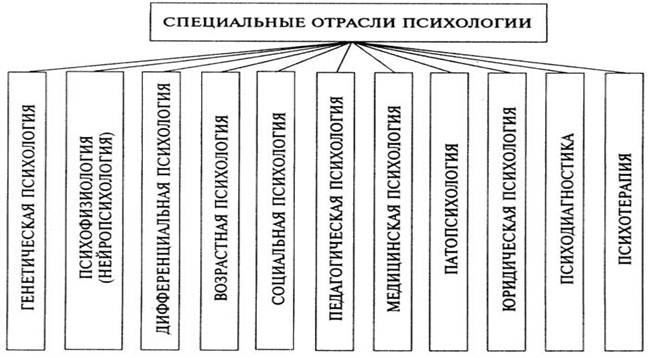 СПЕЦИАЛЬНЫЕ ОТРАСЛИ ПСИХОЛОГИИ
ГЕНЕТИЧЕСКАЯ ПСИХОЛОГИЯ
ПСИХОФИЗИОЛОГИЯ
(НЕЙРОПСИХОЛОГИЯ)
ДИФФЕРЕНЦИАЛЬНАЯ ПСИХОЛОГИЯ
ВОЗРАСТНАЯ ПСИХОЛОГИЯ
СОЦИАЛЬНАЯ ПСИХОЛОГИЯ
ПЕДАГОГИЧЕСКАЯ ПСИХОЛОГИЯ
МЕДИЦИНСКАЯ ПСИХОЛОГИЯ
ПАТОПСИХОЛОГИЯ
ЮРИДИЧЕСКАЯ ПСИХОЛОГИЯ
ПСИХОДИАГНОСТИКА
ПСИХОТЕРАПИЯ